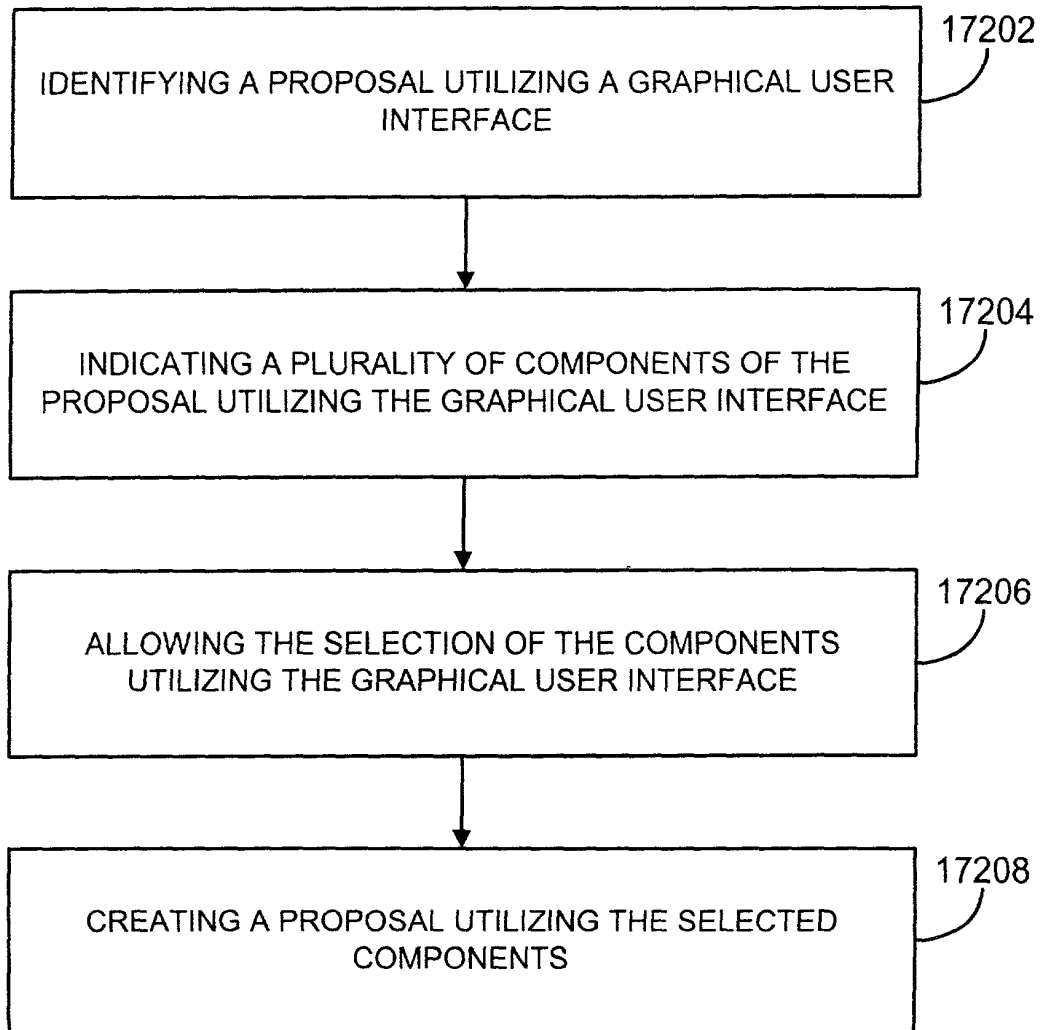 17202
IDENTIFYING A PROPOSAL UTILIZING A GRAPHICAL USER
INTERFACE
17204
INDICATING A PLURALITY OF COMPONENTS OF THE
PROPOSAL UTILIZING THE GRAPHICAL USER INTERFACE
17206
ALLOWING THE SELECTION OF THE COMPONENTS
UTILIZING THE GRAPHICAL USER INTERFACE
17208
CREATING A PROPOSAL UTILIZING THE SELECTED
COMPONENTS